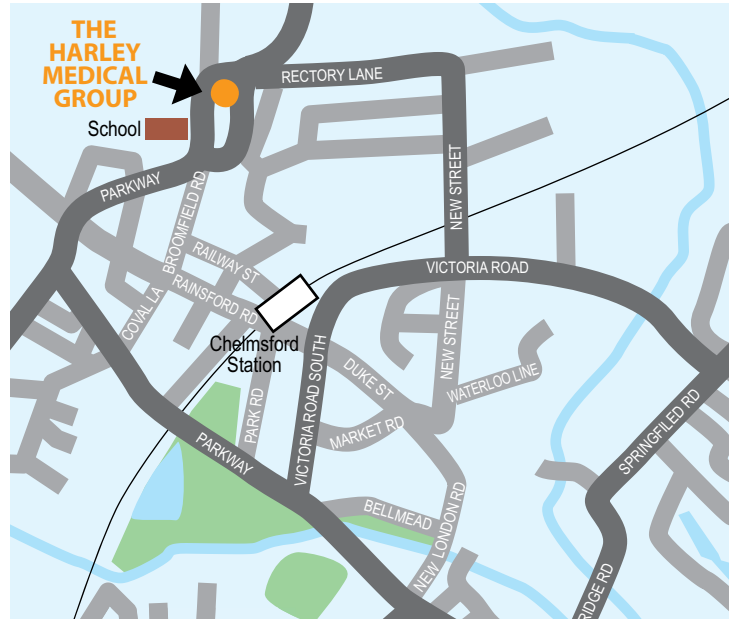 THE
HARLEY
MEDICAL
GROUP
RECTORY LANE
School
PARKWAY
BROOMFIELD RD
NEW STREET
RAILWAY ST
VICTORIA ROAD
RAINSFORD RD
COVAL LA
Chelmsford
Station
NEW STREET
DUKE ST
WATERLOO LINE
VICTORIA ROAD SOUTH
PARK RD
MARKET RD
SPRINGFILED RD
PARKWAY
BELLMEAD
NEW LONDON RD
RIDGE RD